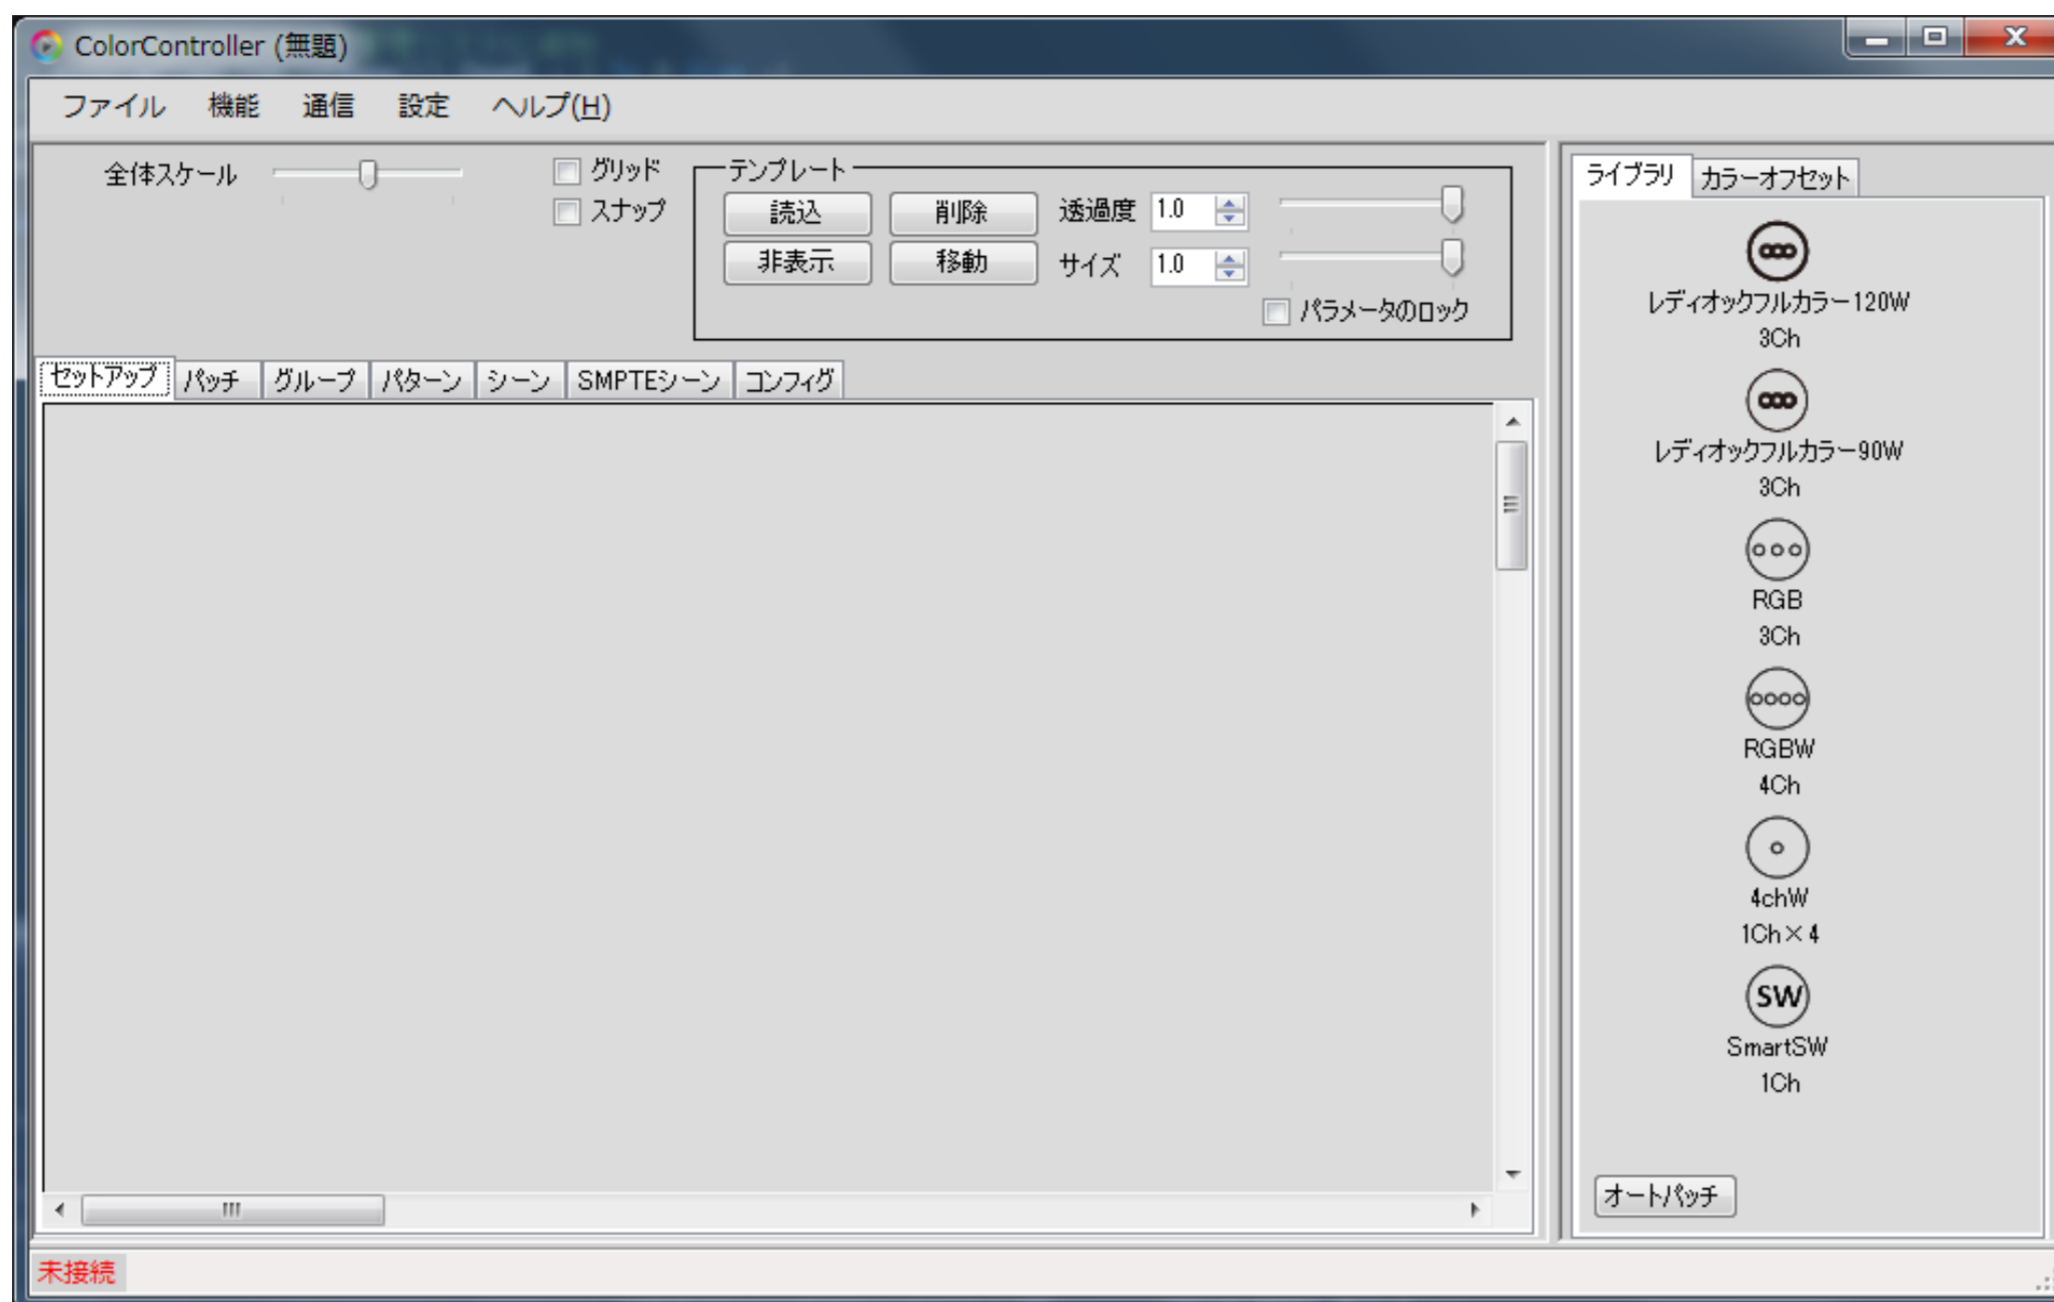 ColorController (無題)
ファイル 機能 通信 設定 ヘルプ(H)
全体スケール
グリッド
スナップ
テンプレート
読込 削除 透過度 1.0
非表示 移動 サイズ 1.0
パラメータのロック
セットアップ パッチ グループ パターン シーン SMPTEシーン コンフィグ
ライブラリ カラーオフセット
レディオックフルカラー120W
3Ch
レディオックフルカラー90W
3Ch
RGB
3Ch
RGBW
4Ch
4chW
1Ch×4
SW
SmartSW
1Ch
オートパッチ
未接続